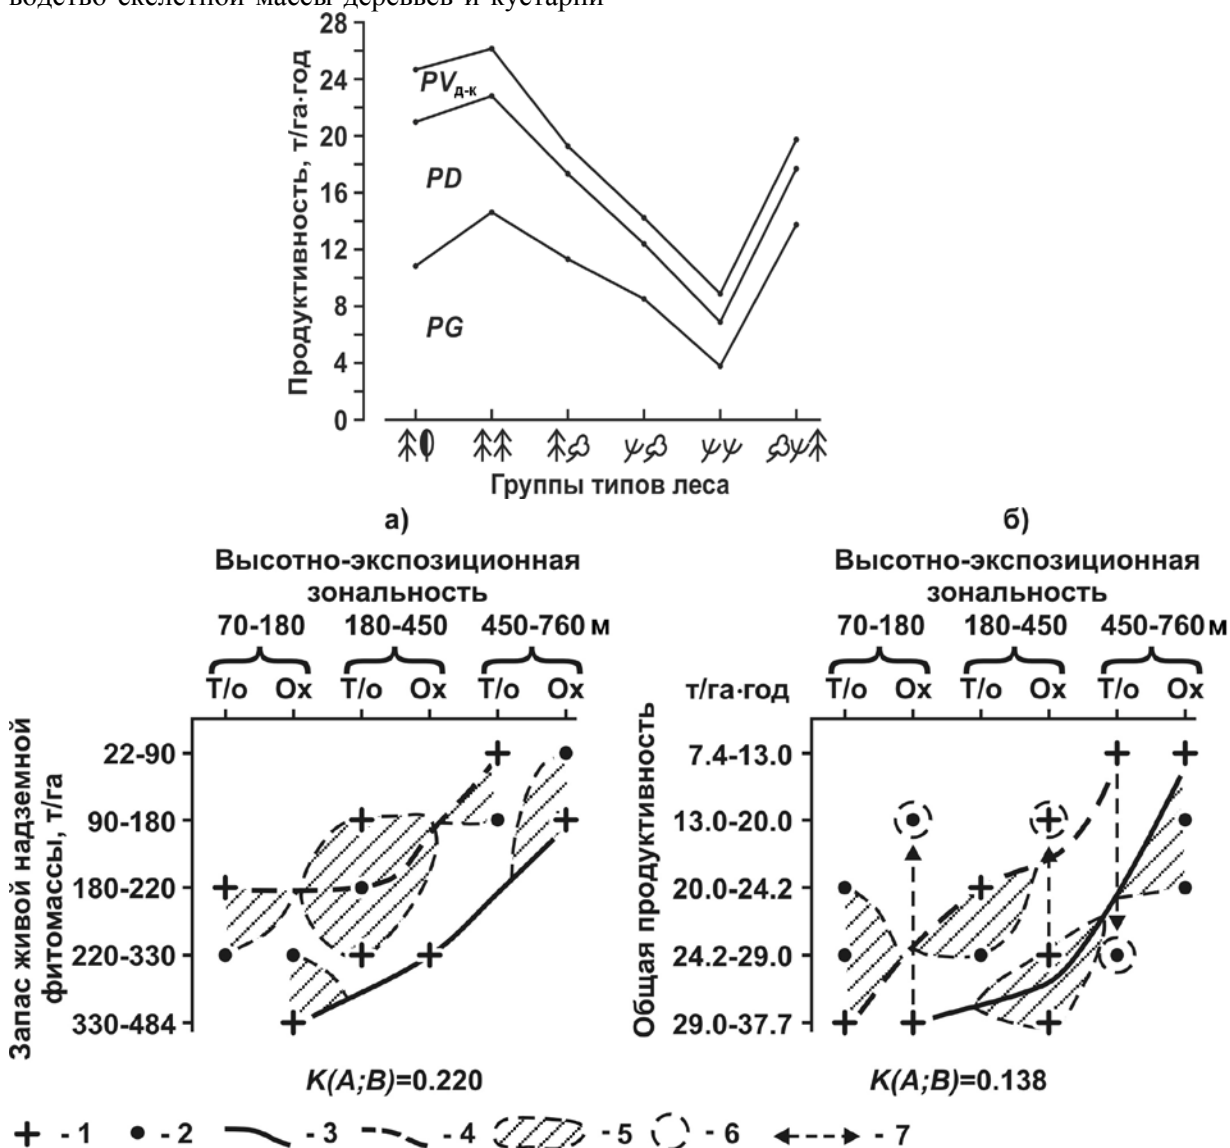 водство скелетной массы деревьев и кустарни-
Продуктивность, т/га·год
28
24
20
16
12
8
4
0
PVд-к
PD
PG
Группы типов леса
а)
Высотно-экспозиционная
зональность
70-180 180-450 450-760 м
Т/о Ох Т/о Ох Т/о Ох
Запас живой надземной
фитомассы, т/га
22-90
90-180
180-220
220-330
330-484
K(A;B)=0.220
б)
Высотно-экспозиционная
зональность
70-180 180-450 450-760 м
т/га·год Т/о Ох Т/о Ох Т/о Ох
Общая продуктивность
7.4-13.0
13.0-20.0
20.0-24.2
24.2-29.0
29.0-37.7
K(A;B)=0.138
- 1 - 2 - 3 - 4 - 5 - 6 - 7